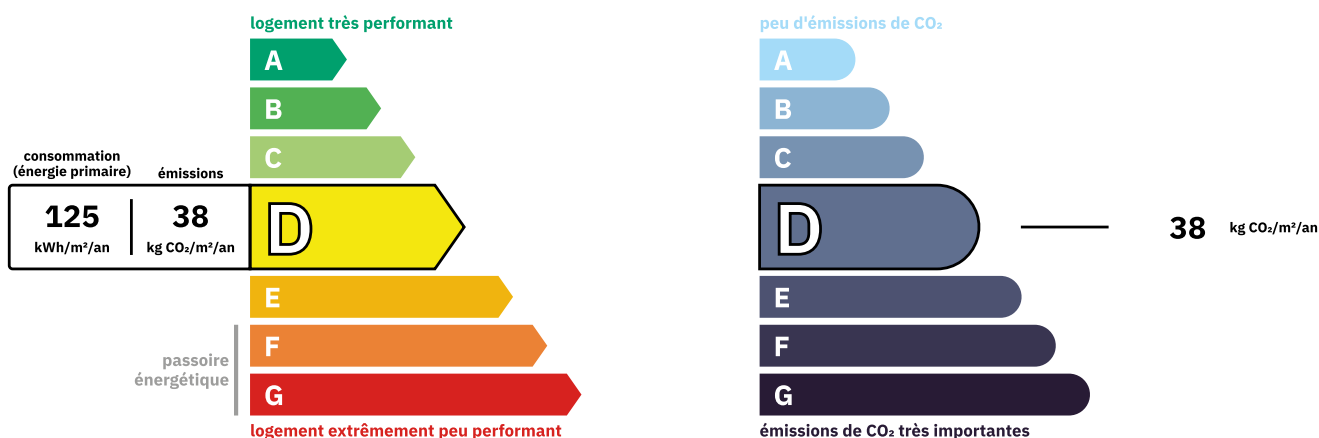 logement très performant
A
B
C
consommation
(énergie primaire)
émissions
125
kWh/m²/an
38
kg CO₂/m²/an
D
E
F
G
passoire
énergétique
logement extrêmement peu performant
peu d'émissions de CO₂
A
B
C
D
38 kg CO₂/m²/an
E
F
G
émissions de CO₂ très importantes